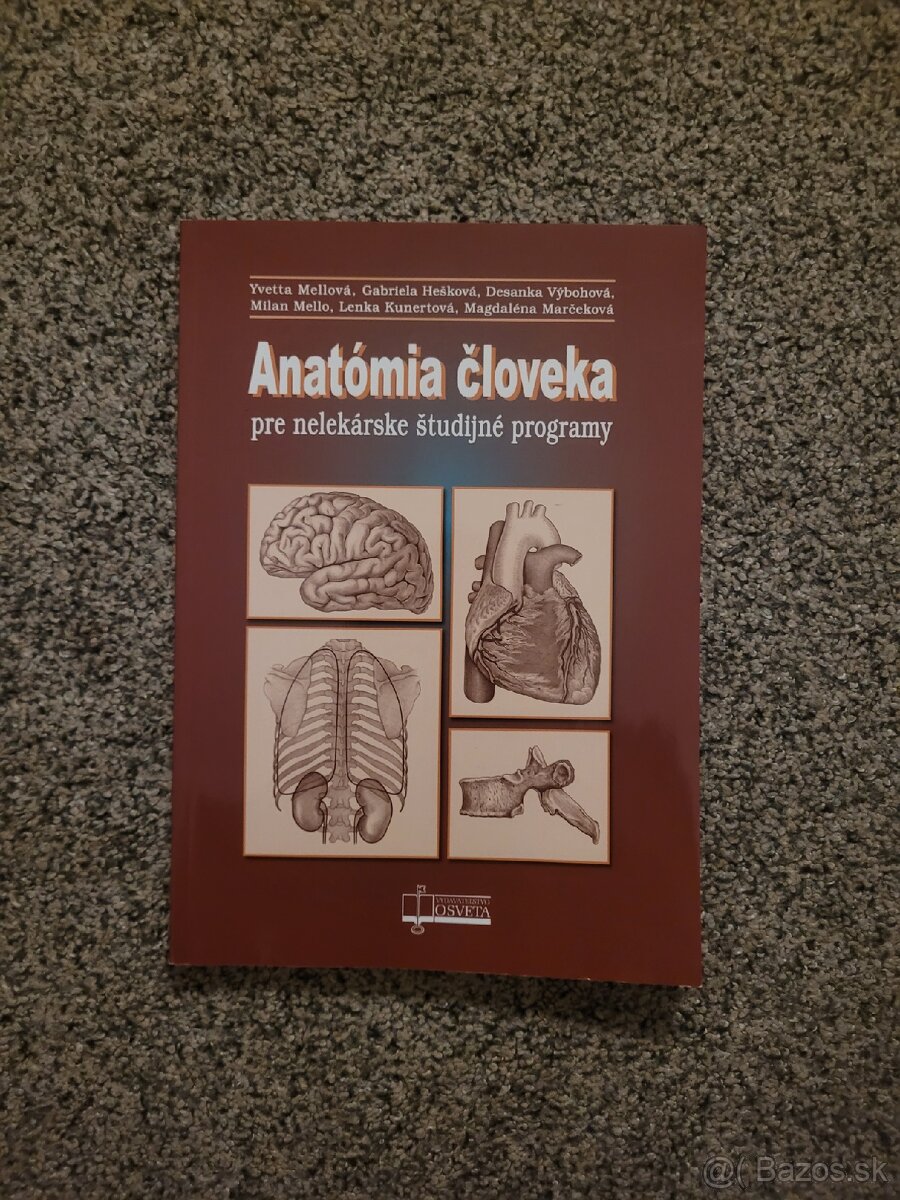 Yvetta Mellová, Gabriela Hešková, Desanka Výbohová,
Milan Mello, Lenka Kunertová, Magdaléna Marčeková
Anatómia človeka
pre nelekárske študijné programy
VYDAVATEĽSTVO
OSVETA
@( Bazos.sk